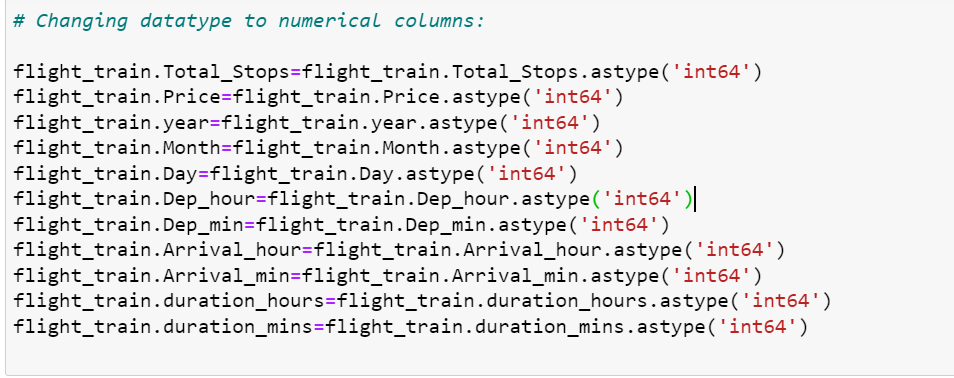 # Changing datatype to numerical columns:
flight_train.Total_Stops=flight_train.Total_Stops.astype('int64')
flight_train.Price=flight_train.Price.astype('int64')
flight_train.year=flight_train.year.astype('int64')
flight_train.Month=flight_train.Month.astype('int64')
flight_train.Day=flight_train.Day.astype('int64')
flight_train.Dep_hour=flight_train.Dep_hour.astype('int64')
flight_train.Dep_min=flight_train.Dep_min.astype('int64')
flight_train.Arrival_hour=flight_train.Arrival_hour.astype('int64')
flight_train.Arrival_min=flight_train.Arrival_min.astype('int64')
flight_train.duration_hours=flight_train.duration_hours.astype('int64')
flight_train.duration_mins=flight_train.duration_mins.astype('int64')